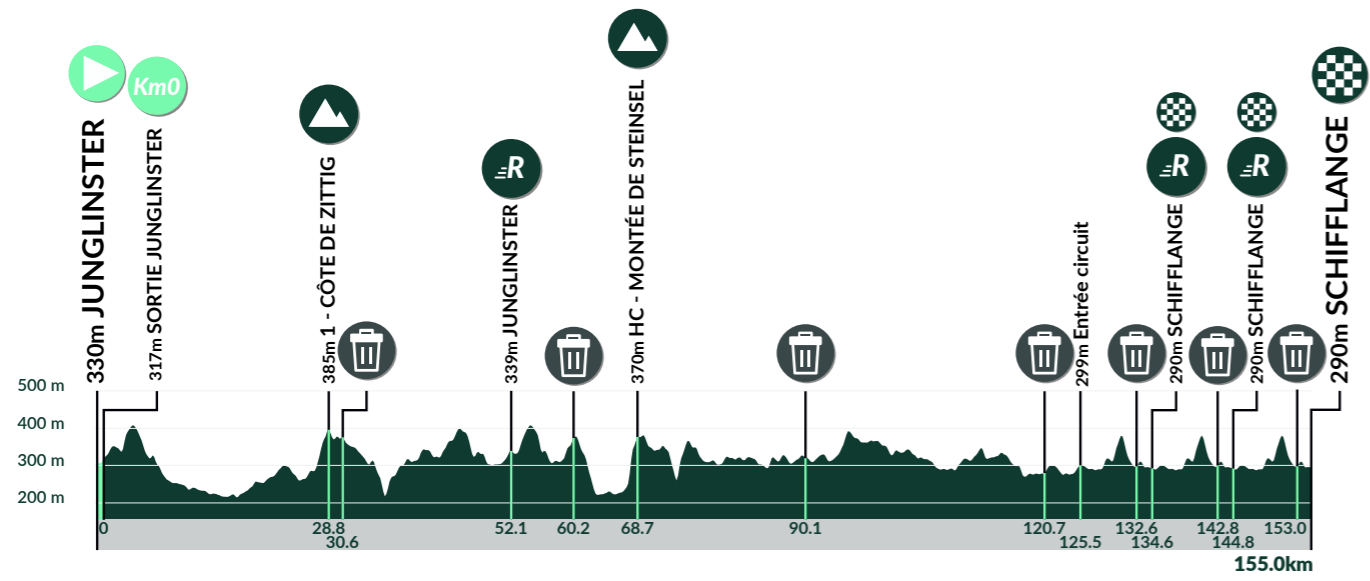 330m JUNGLINSTER
Km0
317m SORTIE JUNGLINSTER
385m 1 - CÔTE DE ZITTIG
R
339m JUNGLINSTER
370m HC - MONTÉE DE STEINSEL
299m Entrée circuit
R
290m SCHIFFLANGE
R
290m SCHIFFLANGE
290m SCHIFFLANGE
500 m
400 m
300 m
200 m
0
28.8
30.6
52.1
60.2
68.7
90.1
120.7
125.5
132.6
134.6
142.8
144.8
153.0
155.0km